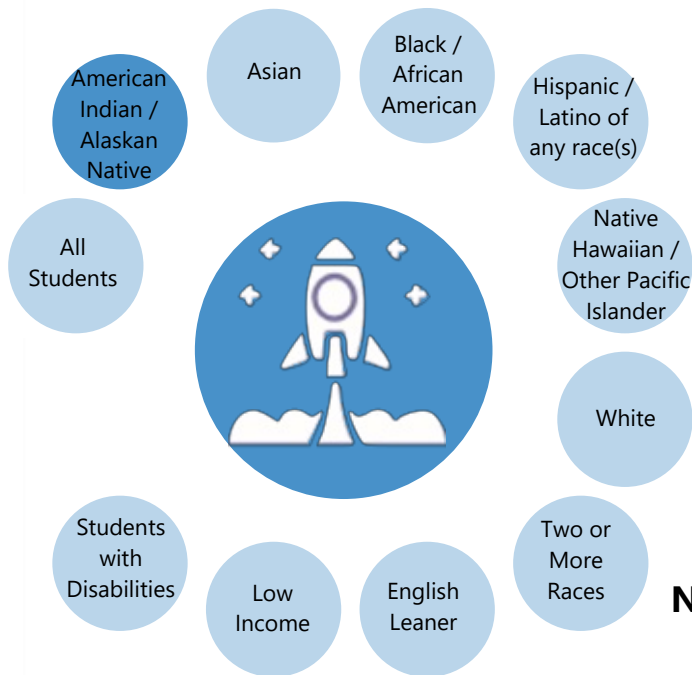 American
Indian /
Alaskan
Native
Asian
Black /
African
American
Hispanic /
Latino of
any race(s)
All
Students
Native
Hawaiian /
Other Pacific
Islander
White
Students
with
Disabilities
Low
Income
English
Leaner
Two or
More
Races
N